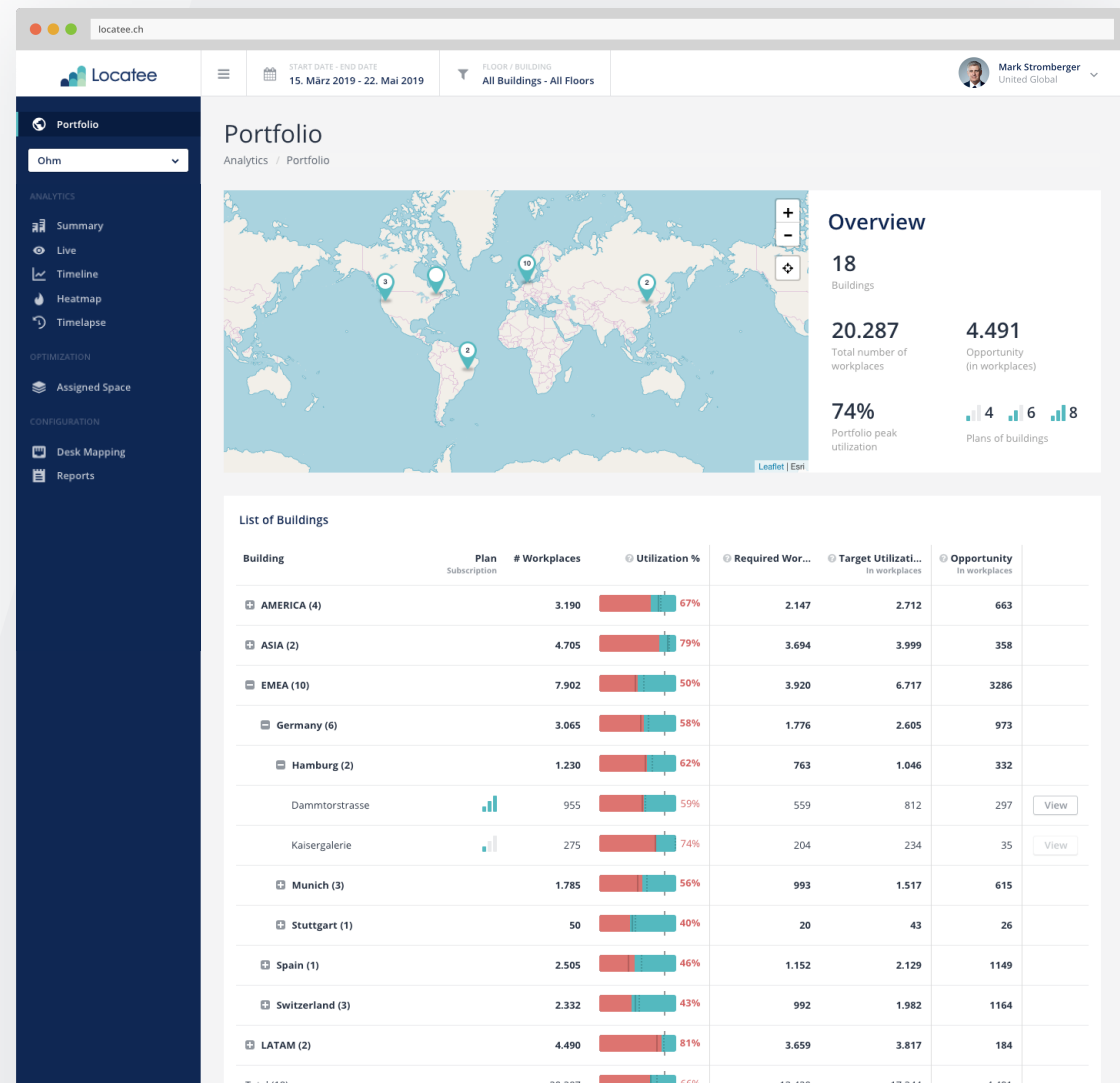 locatee.ch
Locatee
START DATE - END DATE
15. März 2019 - 22. Mai 2019
FLOOR / BUILDING
All Buildings - All Floors
Mark Stromberger
United Global
Portfolio
Ohm
ANALYTICS
Summary
Live
Timeline
Heatmap
Timelapse
OPTIMIZATION
Assigned Space
CONFIGURATION
Desk Mapping
Reports
Portfolio
Analytics / Portfolio
3
10
2
2
+
−
Leaflet | Esri
Overview
18
Buildings
20.287
Total number of
workplaces
4.491
Opportunity
(in workplaces)
74%
Portfolio peak
utilization
4 6 8
Plans of buildings
List of Buildings
Building Plan # Workplaces Utilization % Required Wor... Target Utilizati... Opportunity
Subscription In workplaces In workplaces
AMERICA (4) 3.190 67% 2.147 2.712 663
ASIA (2) 4.705 79% 3.694 3.999 358
EMEA (10) 7.902 50% 3.920 6.717 3286
Germany (6) 3.065 58% 1.776 2.605 973
Hamburg (2) 1.230 62% 763 1.046 332
Dammtorstrasse 955 59% 559 812 297 View
Kaisergalerie 275 74% 204 234 35 View
Munich (3) 1.785 56% 993 1.517 615
Stuttgart (1) 50 40% 20 43 26
Spain (1) 2.505 46% 1.152 2.129 1149
Switzerland (3) 2.332 43% 992 1.982 1164
LATAM (2) 4.490 81% 3.659 3.817 184